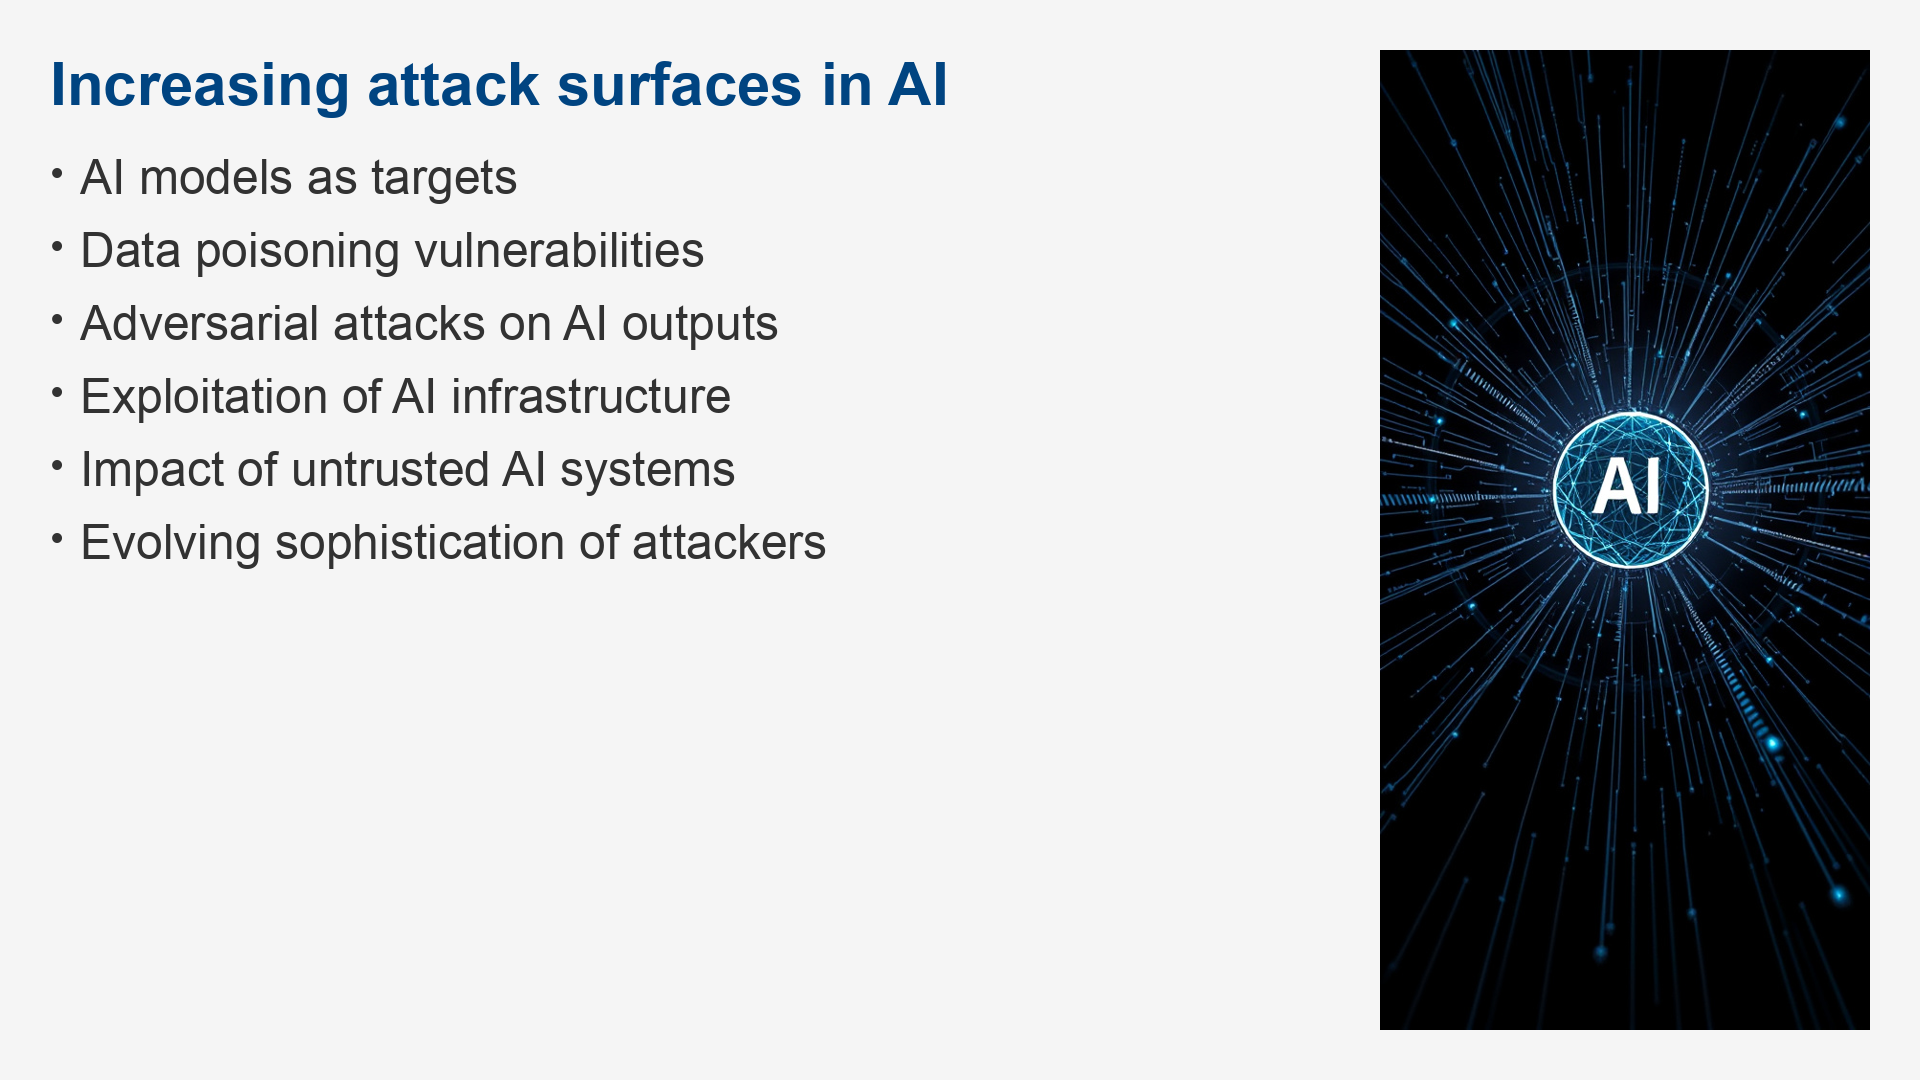 Increasing attack surfaces in AI
• AI models as targets
• Data poisoning vulnerabilities
• Adversarial attacks on AI outputs
• Exploitation of AI infrastructure
• Impact of untrusted AI systems
• Evolving sophistication of attackers
AI